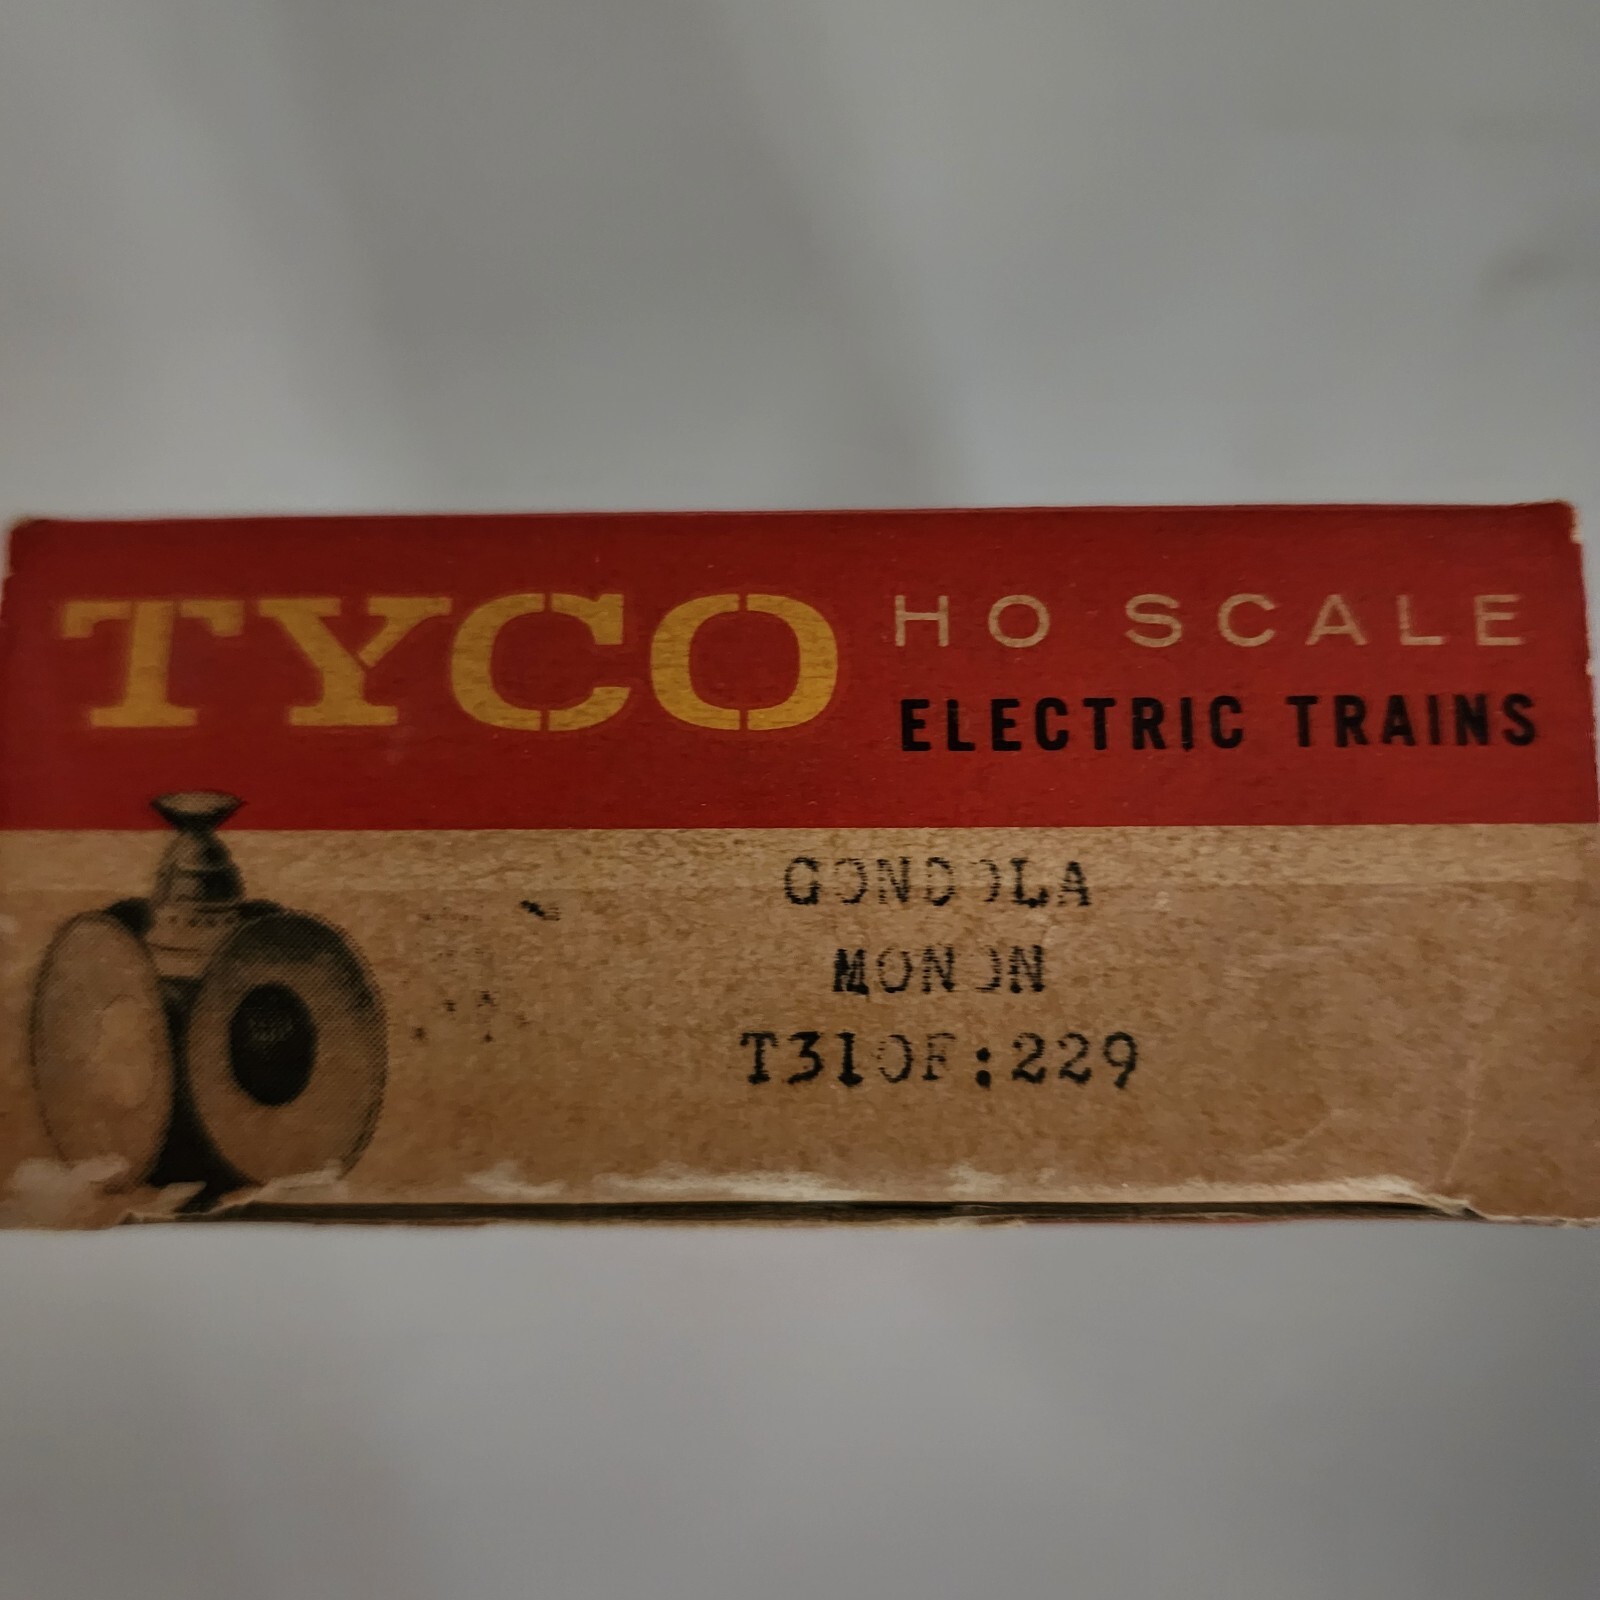 TYCO HO SCALE
ELECTRIC TRAINS
GONDOLA
MONON
T310F:229